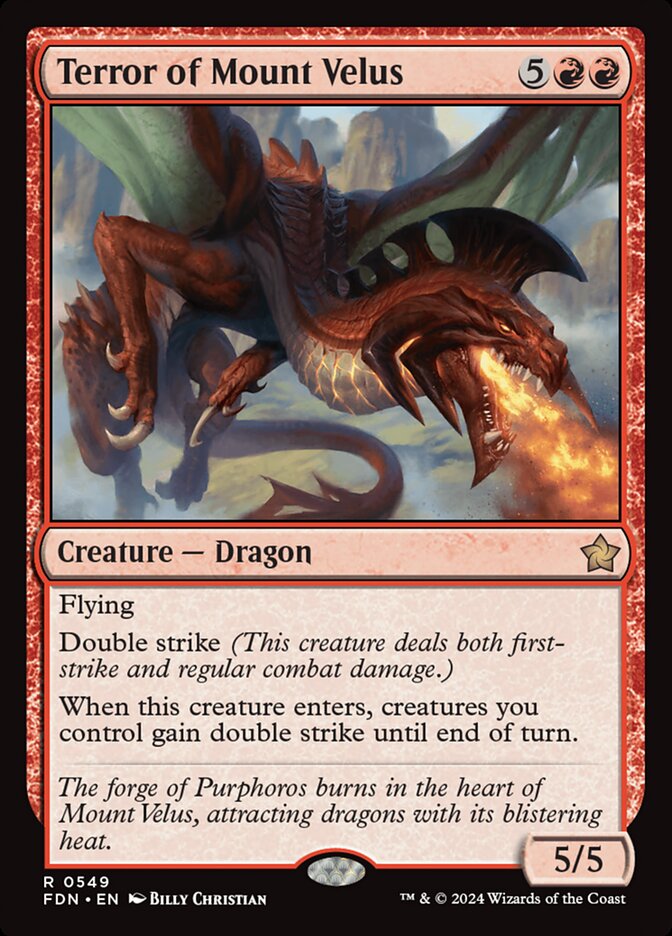 Terror of Mount Velus
5
Creature — Dragon
Flying
Double strike (This creature deals both first-
strike and regular combat damage.)
When this creature enters, creatures you
control gain double strike until end of turn.
The forge of Purphoros burns in the heart of
Mount Velus, attracting dragons with its blistering
heat.
5/5
R 0549
FDN • EN Billy Christian
™ & © 2024 Wizards of the Coast